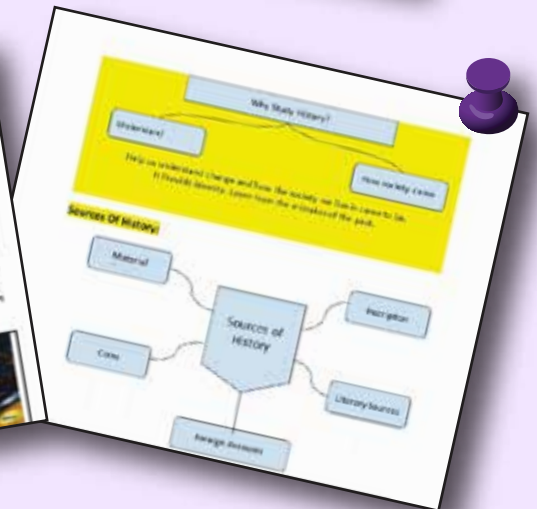 Why Study History?
Understand
How society came
Help us understand change and how the society we live in came to be.
It Provids Identity. Learn from the mistakes of the past.
Sources Of History:
Material
Inscription
Sources of
History
Coins
Literary Sources
Foreign Accounts